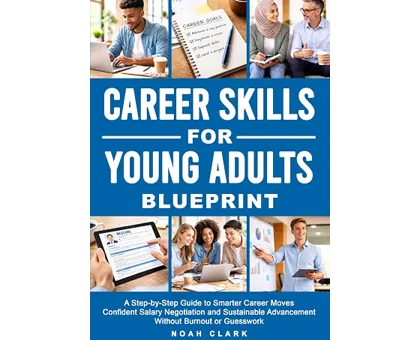 CAREER GOALS
CAREER SKILLS
FOR
YOUNG ADULTS
BLUEPRINT
RESUME
A Step-by-Step Guide to Smarter Career Moves
Confident Salary Negotiation and Sustainable Advancement
Without Burnout or Guesswork
NOAH CLARK